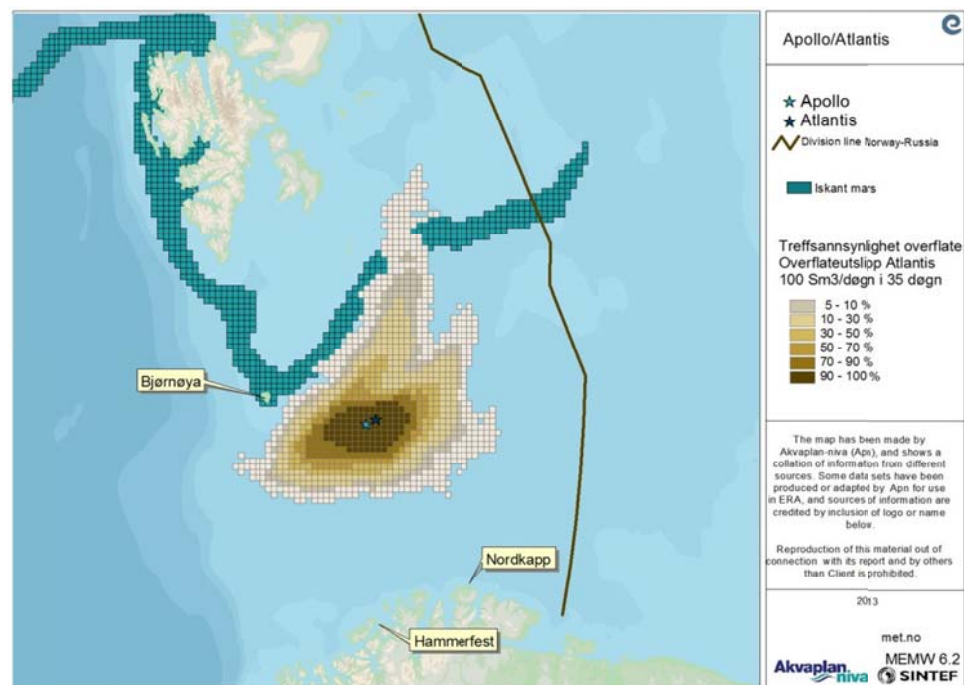 Apollo/Atlantis
Apollo
Atlantis
Division line Norway-Russia
Iskant mars
Treffsannsynlighet overflate
Overflateutslipp Atlantis
100 Sm3/døgn i 35 døgn
5 - 10 %
10 - 30 %
30 - 50 %
50 - 70 %
70 - 90 %
90 - 100 %
Bjørnøya
Nordkapp
Hammerfest
The map has been made by
Akvaplan-niva (Apn), and shows a
collation of information from different
sources. Some data sets have been
produced or adapted by Apn for use
in ERA, and sources of information are
credited by inclusion of logo or name
below.
Reproduction of this material out of
connection with its report and by others
than Client is prohibited.
2013
met.no
MEMW 6.2
Akvaplan niva
SINTEF